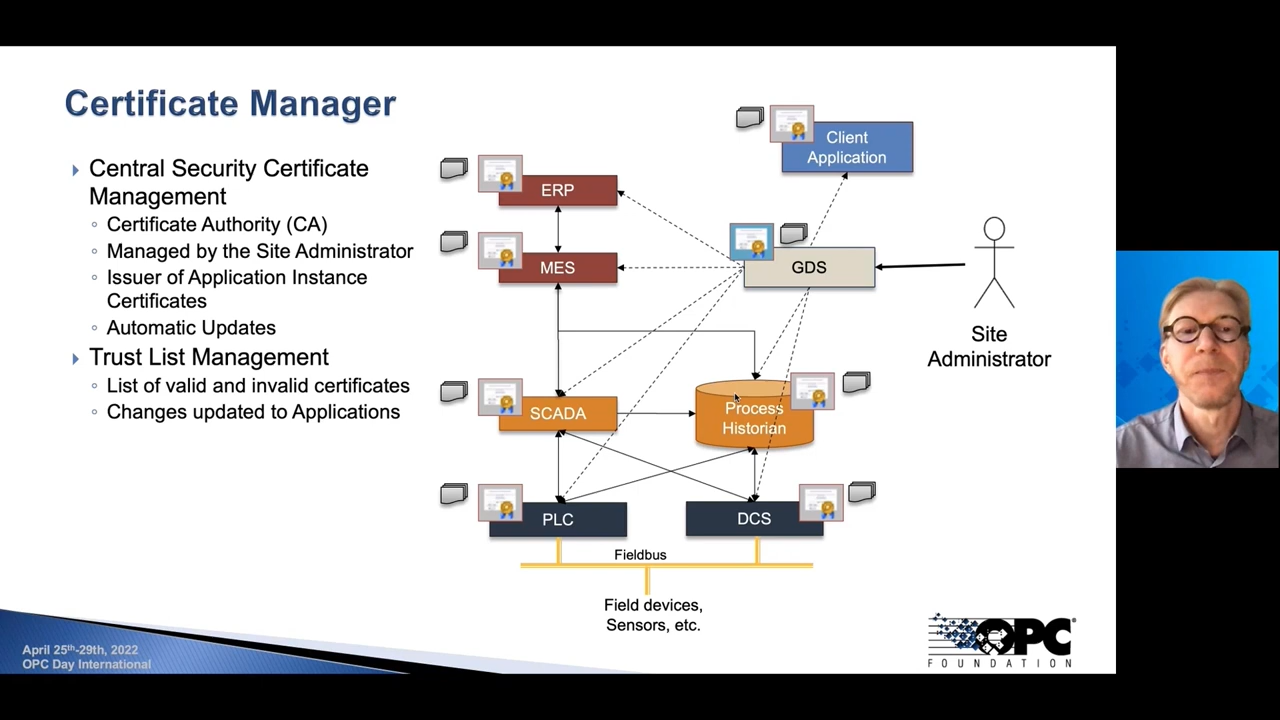 Certificate Manager
Central Security Certificate
Management
Certificate Authority (CA)
Managed by the Site Administrator
Issuer of Application Instance
Certificates
Automatic Updates
Trust List Management
List of valid and invalid certificates
Changes updated to Applications
Client
Application
ERP
MES
GDS
Site
Administrator
SCADA
Process
Historian
PLC
DCS
Fieldbus
Field devices,
Sensors, etc.
April 25th-29th, 2022
OPC Day International
OPC
FOUNDATION